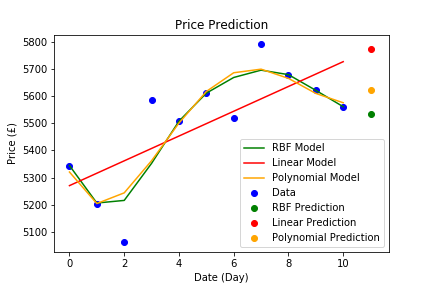 Price Prediction
5800
5700
5600
5500
5400
5300
5200
5100
Price (£)
0
2
4
6
8
10
Date (Day)
RBF Model
Linear Model
Polynomial Model
Data
RBF Prediction
Linear Prediction
Polynomial Prediction